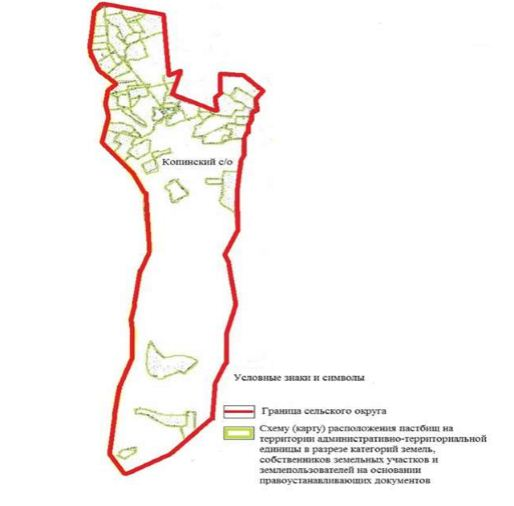 Копинский с/о
Условные знаки и символы
Граница сельского округа
Схему (карту) расположения пастбищ на
территории административно-территориальной
единицы в разрезе категорий земель,
собственников земельных участков и
землепользователей на основании
правоустанавливающих документов